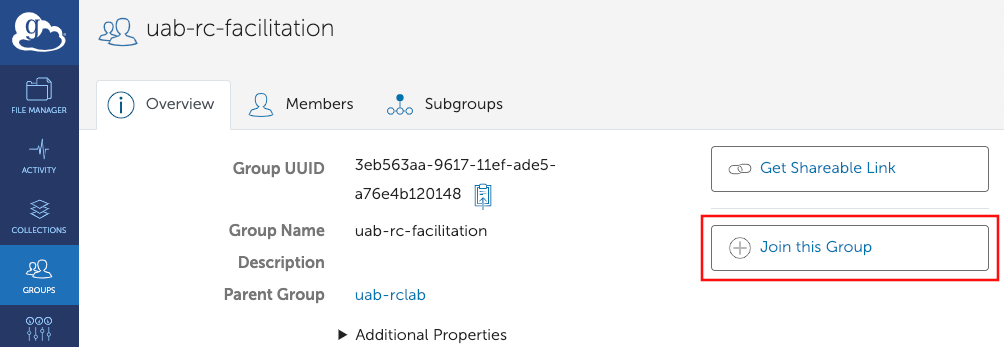 g
uab-rc-facilitation
FILE MANAGER
ACTIVITY
COLLECTIONS
GROUPS
Overview
Members
Subgroups
Group UUID
3eb563aa-9617-11ef-ade5-
a76e4b120148
Group Name
uab-rc-facilitation
Description
Parent Group
uab-rclab
Additional Properties
Get Shareable Link
Join this Group